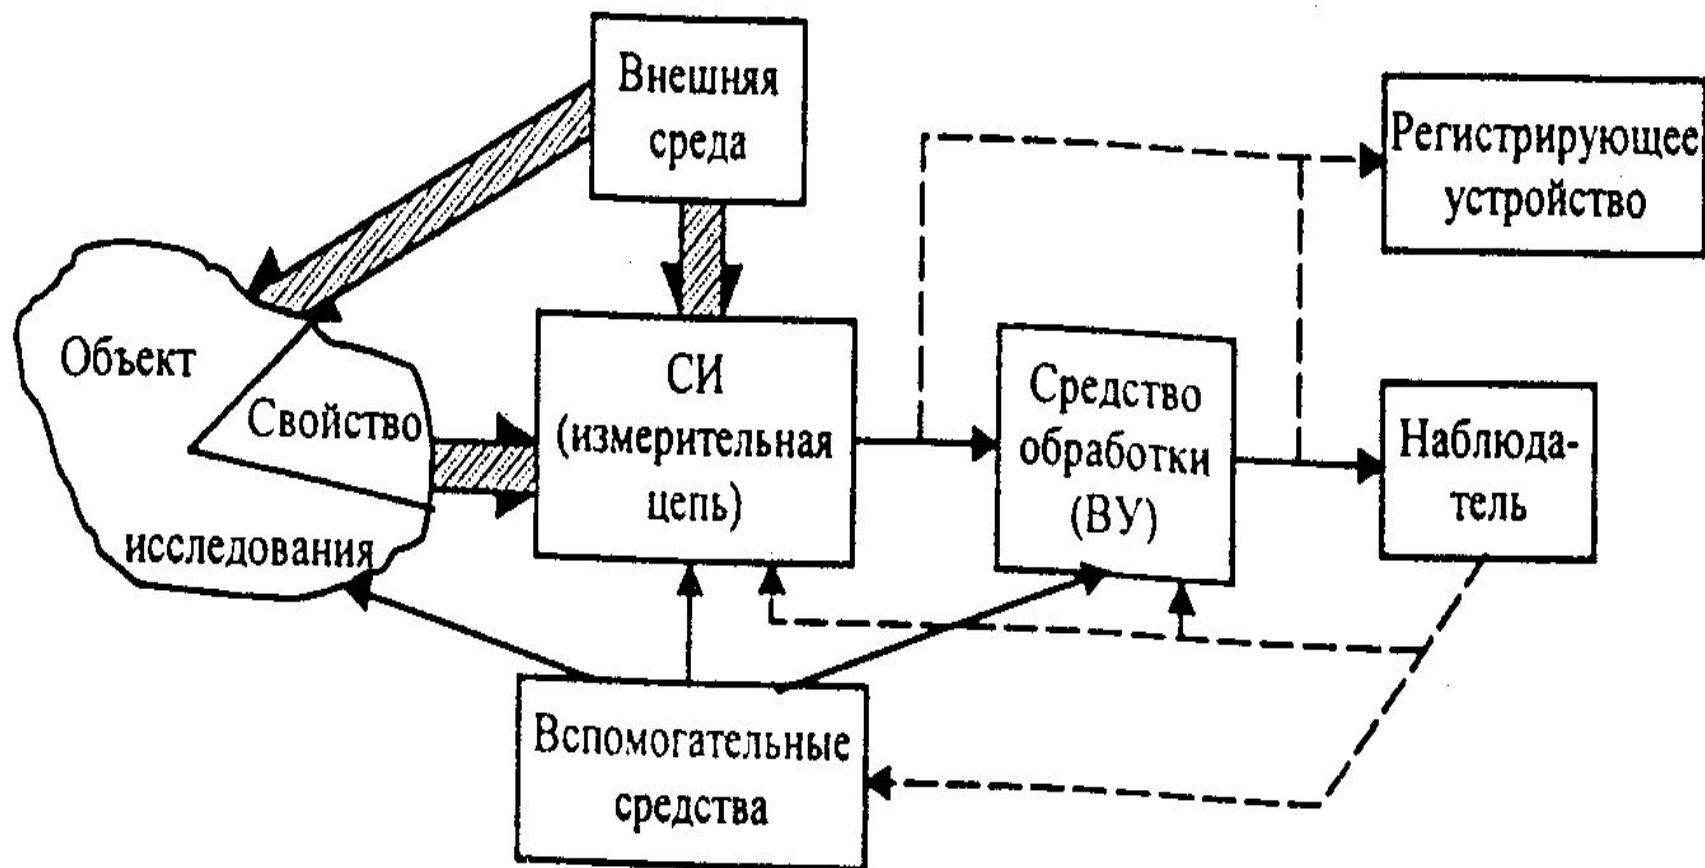 Внешняя
среда
Регистрирующее
устройство
Объект
Свойство
исследования
СИ
(измерительная
цепь)
Средство
обработки
(ВУ)
Наблюда-
тель
Вспомогательные
средства